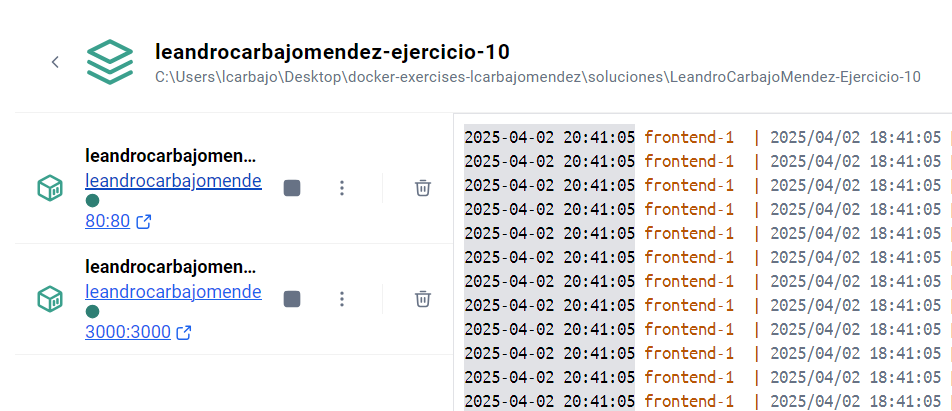 leandrocarbajomendez-ejercicio-10
C:\Users\lcarbajo\Desktop\docker-exercises-lcarbajomendez\soluciones\LeandroCarbajoMendez-Ejercicio-10
leandrocarbajomen...
leandrocarbajomende
80:80
leandrocarbajomen...
leandrocarbajomende
3000:3000
2025-04-02 20:41:05 frontend-1 | 2025/04/02 18:41:05
2025-04-02 20:41:05 frontend-1 | 2025/04/02 18:41:05
2025-04-02 20:41:05 frontend-1 | 2025/04/02 18:41:05
2025-04-02 20:41:05 frontend-1 | 2025/04/02 18:41:05
2025-04-02 20:41:05 frontend-1 | 2025/04/02 18:41:05
2025-04-02 20:41:05 frontend-1 | 2025/04/02 18:41:05
2025-04-02 20:41:05 frontend-1 | 2025/04/02 18:41:05
2025-04-02 20:41:05 frontend-1 | 2025/04/02 18:41:05
2025-04-02 20:41:05 frontend-1 | 2025/04/02 18:41:05
2025-04-02 20:41:05 frontend-1 | 2025/04/02 18:41:05
2025-04-02 20:41:05 frontend-1 | 2025/04/02 18:41:05
2025-04-02 20:41:05 frontend-1 | 2025/04/02 18:41:05